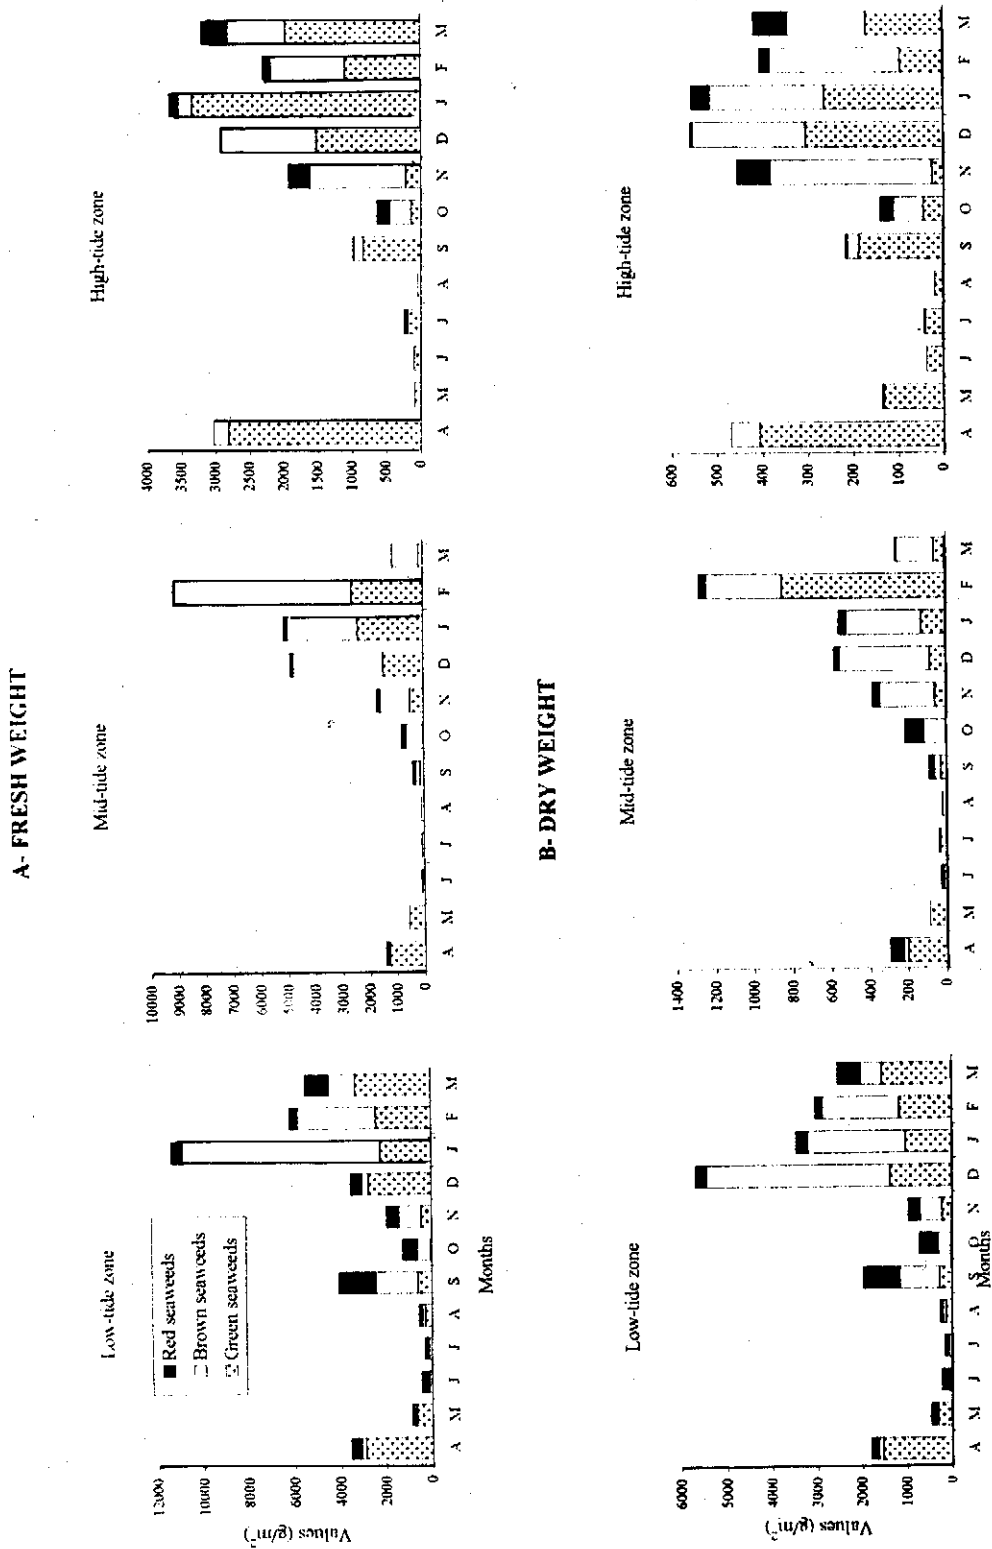 A- FRESH WEIGHT
Low-tide zone
Mid-tide zone
High-tide zone
Values (g/m²)
12000
10000
8000
6000
4000
2000
0
Red seaweeds
Brown seaweeds
Green seaweeds
A M J J A S O N D J F M
Months
10000
9000
8000
7000
6000
5000
4000
3000
2000
1000
0
A M J J A S O N D J F M
4000
3500
3000
2500
2000
1500
1000
500
0
A M J J A S O N D J F M
B- DRY WEIGHT
Low-tide zone
Mid-tide zone
High-tide zone
Values (g/m²)
6000
5000
4000
3000
2000
1000
0
A M J J A S O N D J F M
Months
1400
1200
1000
800
600
400
200
0
A M J J A S O N D J F M
600
500
400
300
200
100
0
A M J J A S O N D J F M